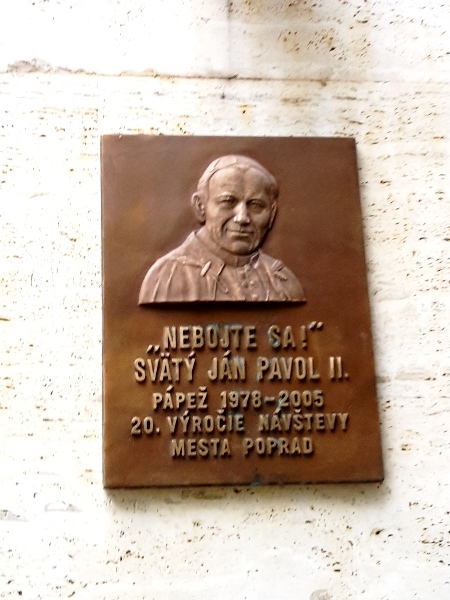 „NEBOJTE SA!“
SVÄTÝ JÁN PAVOL II.
PÁPEŽ 1978-2005
20. VÝROČIE NÁVŠTEVY
MESTA POPRAD